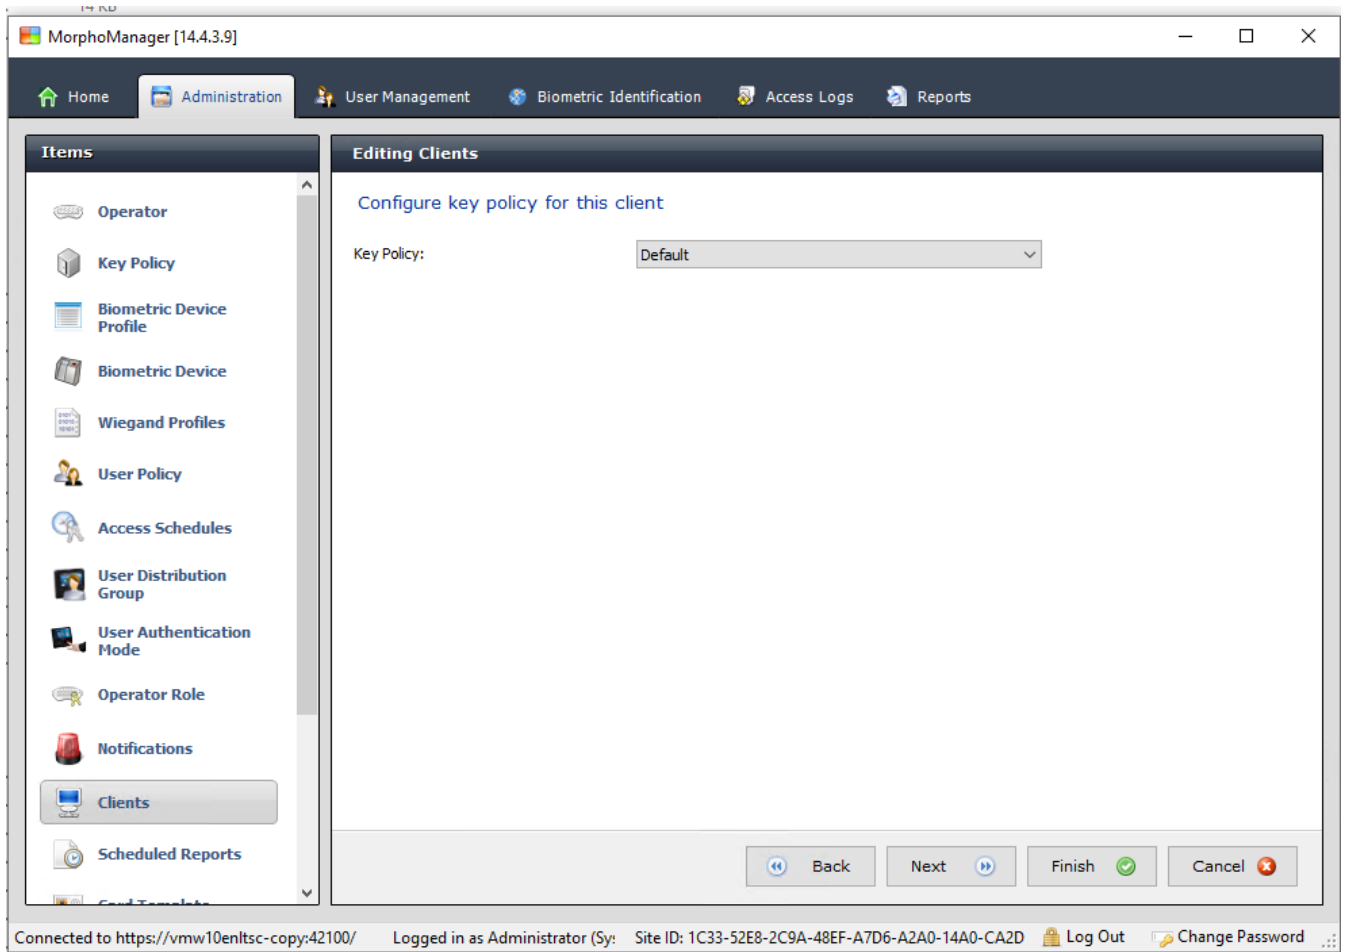 14 KB
MorphoManager [14.4.3.9]
Home
Administration
User Management
Biometric Identification
Access Logs
Reports
Items
Operator
Key Policy
Biometric Device
Profile
Biometric Device
Wiegand Profiles
User Policy
Access Schedules
User Distribution
Group
User Authentication
Mode
Operator Role
Notifications
Clients
Scheduled Reports
Card Template
Editing Clients
Configure key policy for this client
Key Policy:
Default
Back
Next
Finish
Cancel
Connected to https://vmw10enltsc-copy:42100/
Logged in as Administrator (Sy
Site ID: 1C33-52E8-2C9A-48EF-A7D6-A2A0-14A0-CA2D
Log Out
Change Password